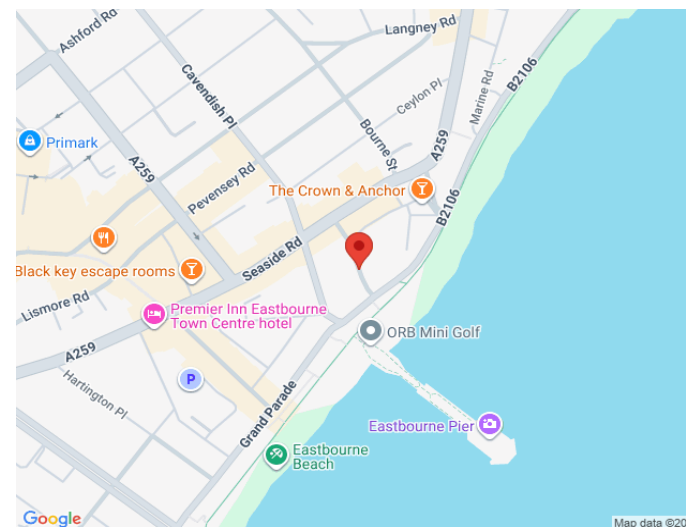 Ashford Rd
Langney Rd
Cavendish Pl
Ceylon Pl
Marine Rd
B2106
Primark
A259
Bourne St
A259
Pevensey Rd
The Crown & Anchor
B2106
Seaside Rd
Black key escape rooms
Lismore Rd
Premier Inn Eastbourne
Town Centre hotel
ORB Mini Golf
A259
P
Hartington Pl
Grand Parade
Eastbourne Pier
Eastbourne
Beach
Google
Map data ©20